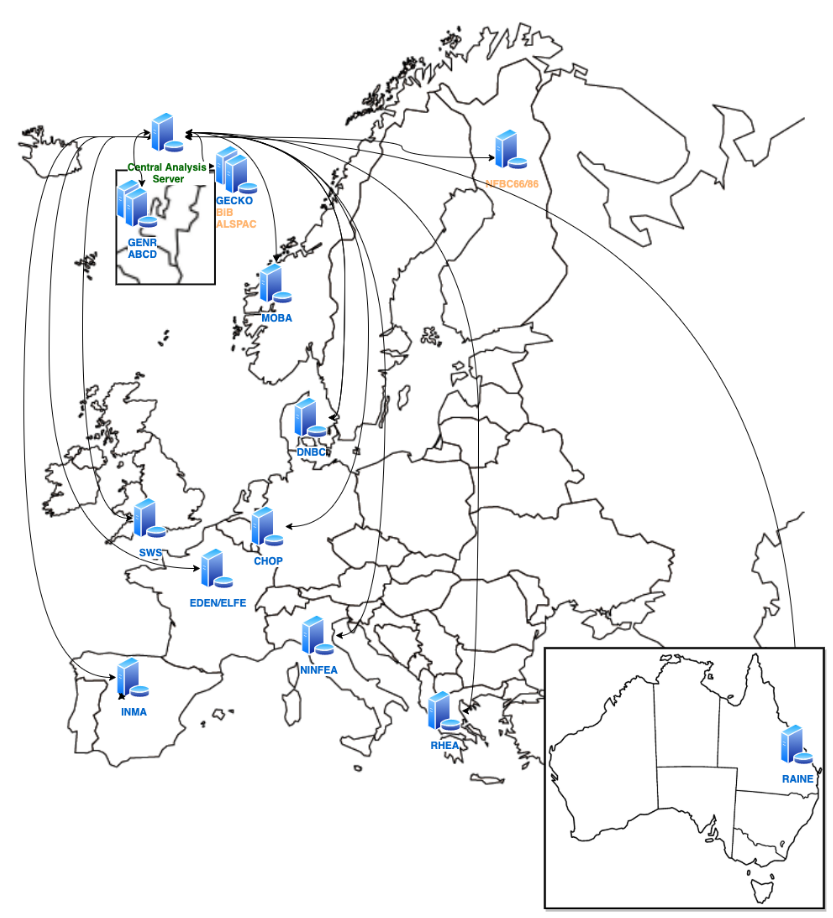 Central Analysis
Server
GECKO
BiB
ALSPAC
NFBC66/86
GENR
ABCD
MOBA
DNBC
SWS
CHOP
EDEN/ELFE
NINFEA
INMA
RHEA
RAINE